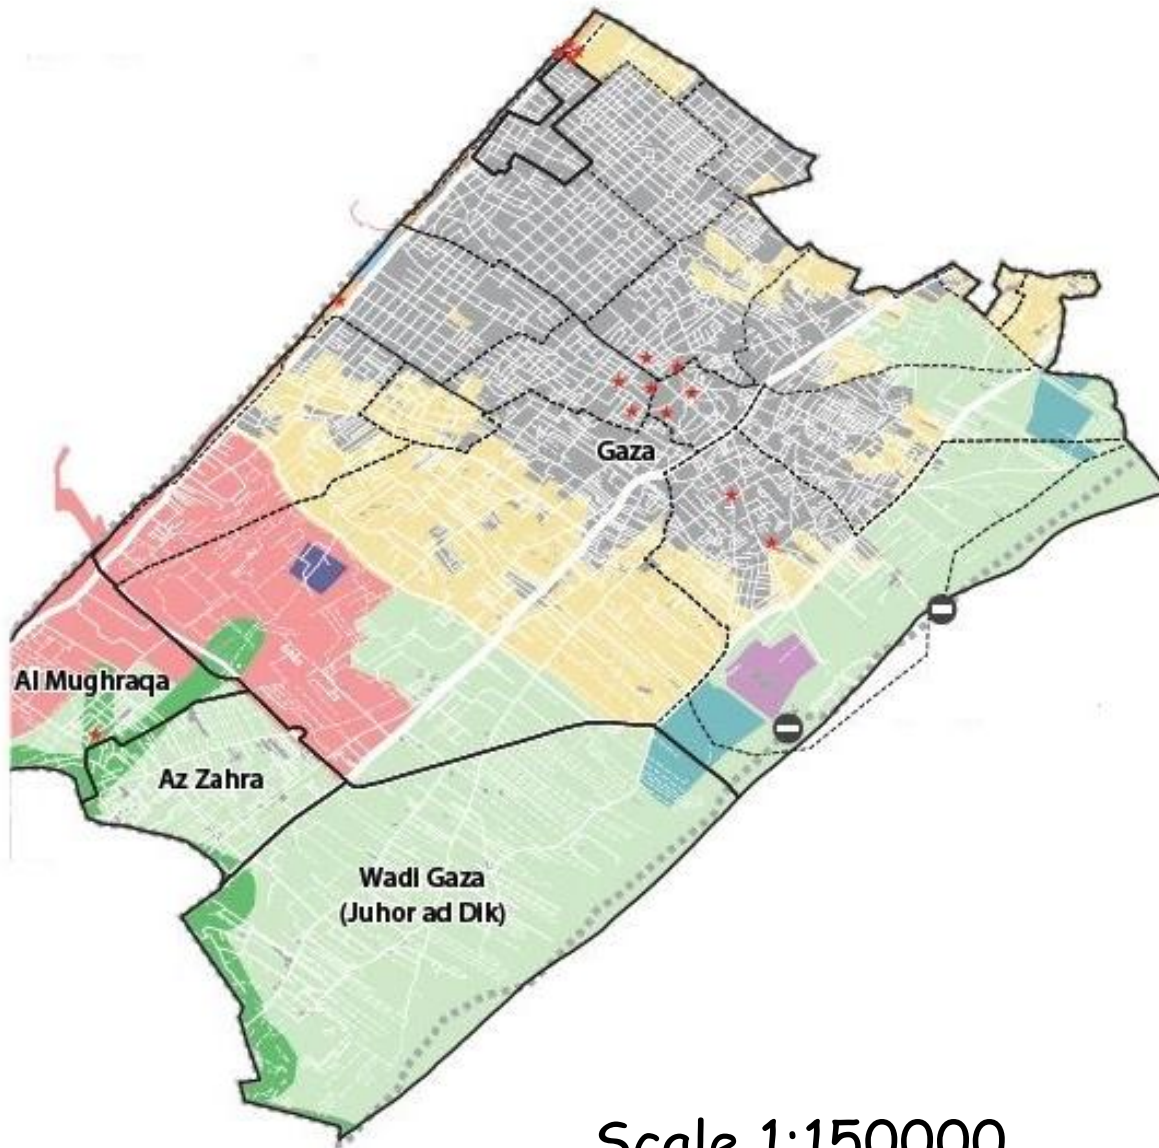 Gaza
Al Mughraqa
Az Zahra
Wadi Gaza
(Juhor ad Dik)
Scale 1:150000